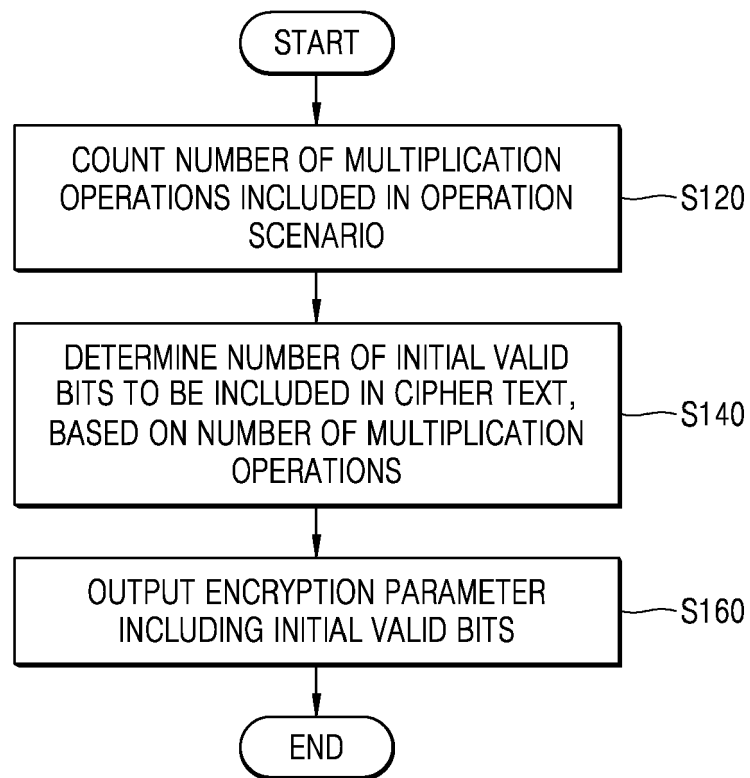 START
COUNT NUMBER OF MULTIPLICATION
OPERATIONS INCLUDED IN OPERATION
SCENARIO
S120
DETERMINE NUMBER OF INITIAL VALID
BITS TO BE INCLUDED IN CIPHER TEXT,
BASED ON NUMBER OF MULTIPLICATION
OPERATIONS
S140
OUTPUT ENCRYPTION PARAMETER
INCLUDING INITIAL VALID BITS
S160
END